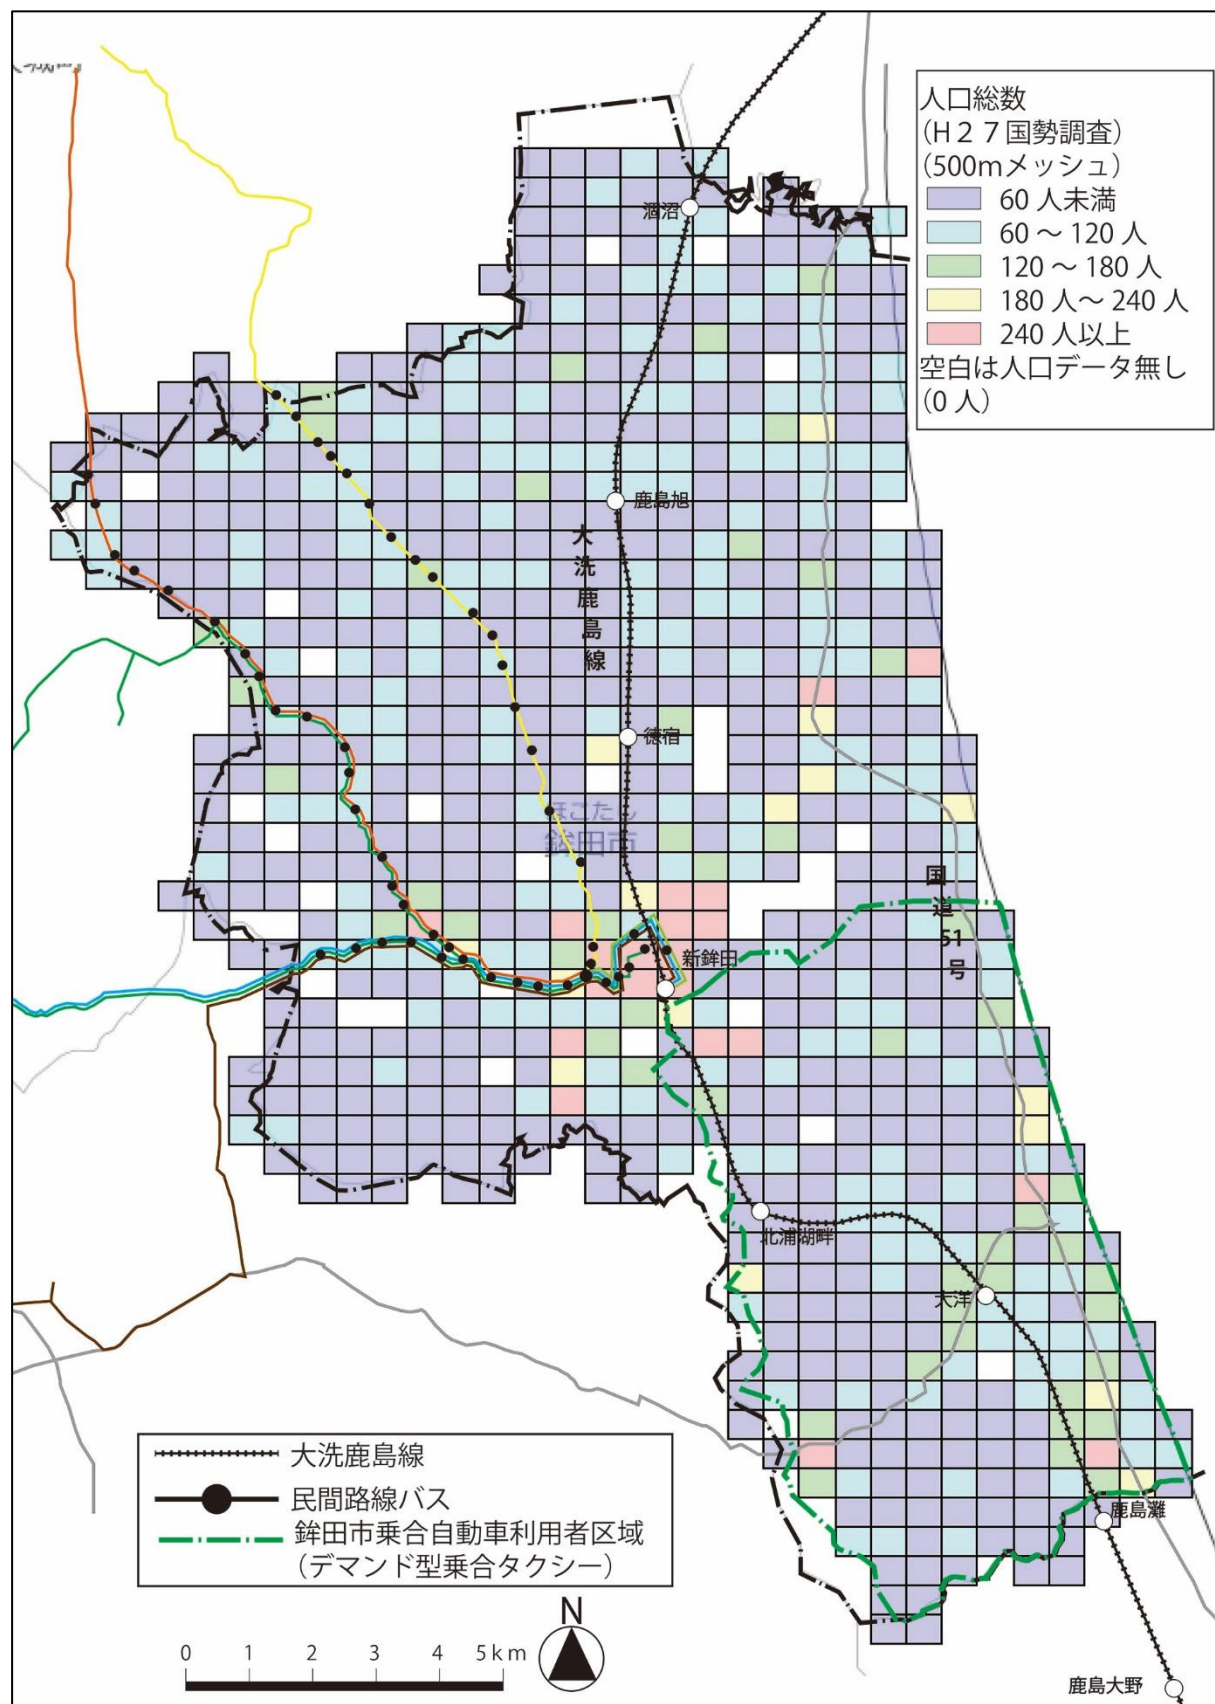 人口総数
(H27国勢調査)
(500mメッシュ)
60人未満
60～120人
120～180人
180人～240人
240人以上
空白は人口データ無し
(0人)
涸沼
鹿島旭
大洗鹿島線
徳宿
ほこたし
鉾田市
国道51号
新鉾田
北浦湖畔
大洋
鹿島灘
鹿島大野
大洗鹿島線
民間路線バス
鉾田市乗合自動車利用者区域
(デマンド型乗合タクシー)
N
0 1 2 3 4 5km